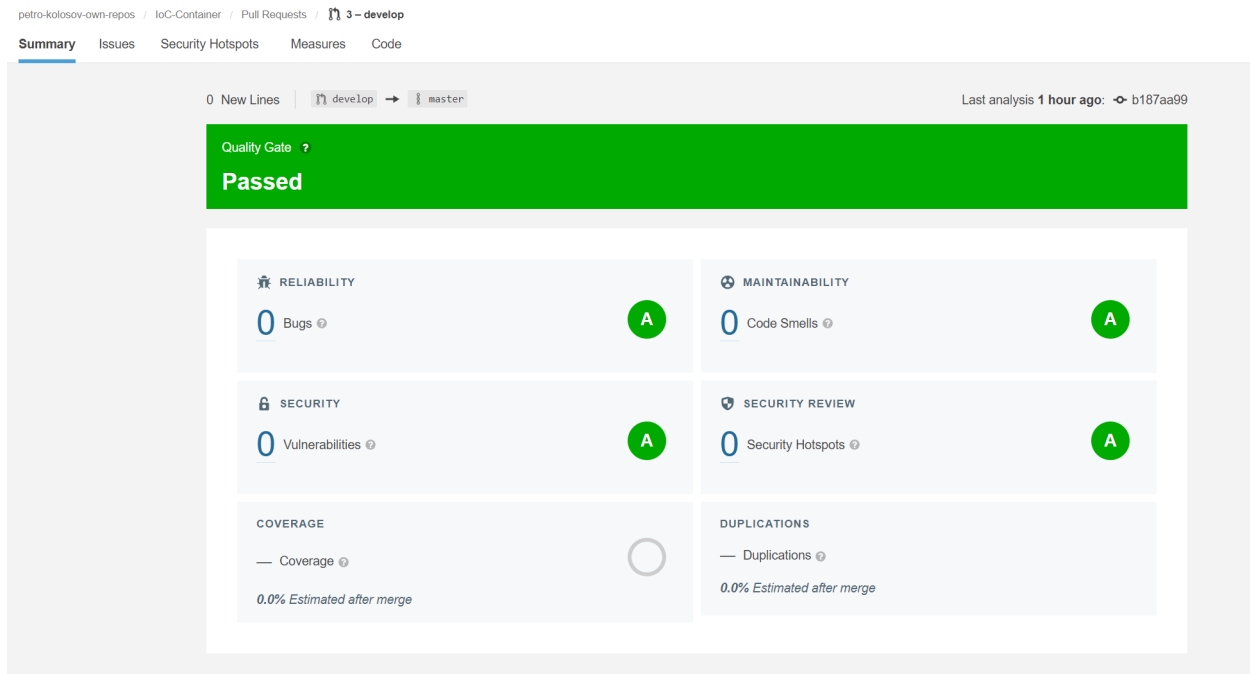 petro-kolosov-own-repos / IoC-Container / Pull Requests / 3 – develop
Summary Issues Security Hotspots Measures Code
0 New Lines develop → master Last analysis 1 hour ago: b187aa99
Quality Gate ?
Passed
RELIABILITY
0 Bugs ?
A
MAINTAINABILITY
0 Code Smells ?
A
SECURITY
0 Vulnerabilities ?
A
SECURITY REVIEW
0 Security Hotspots ?
A
COVERAGE
— Coverage ?
0.0% Estimated after merge
DUPLICATIONS
— Duplications ?
0.0% Estimated after merge